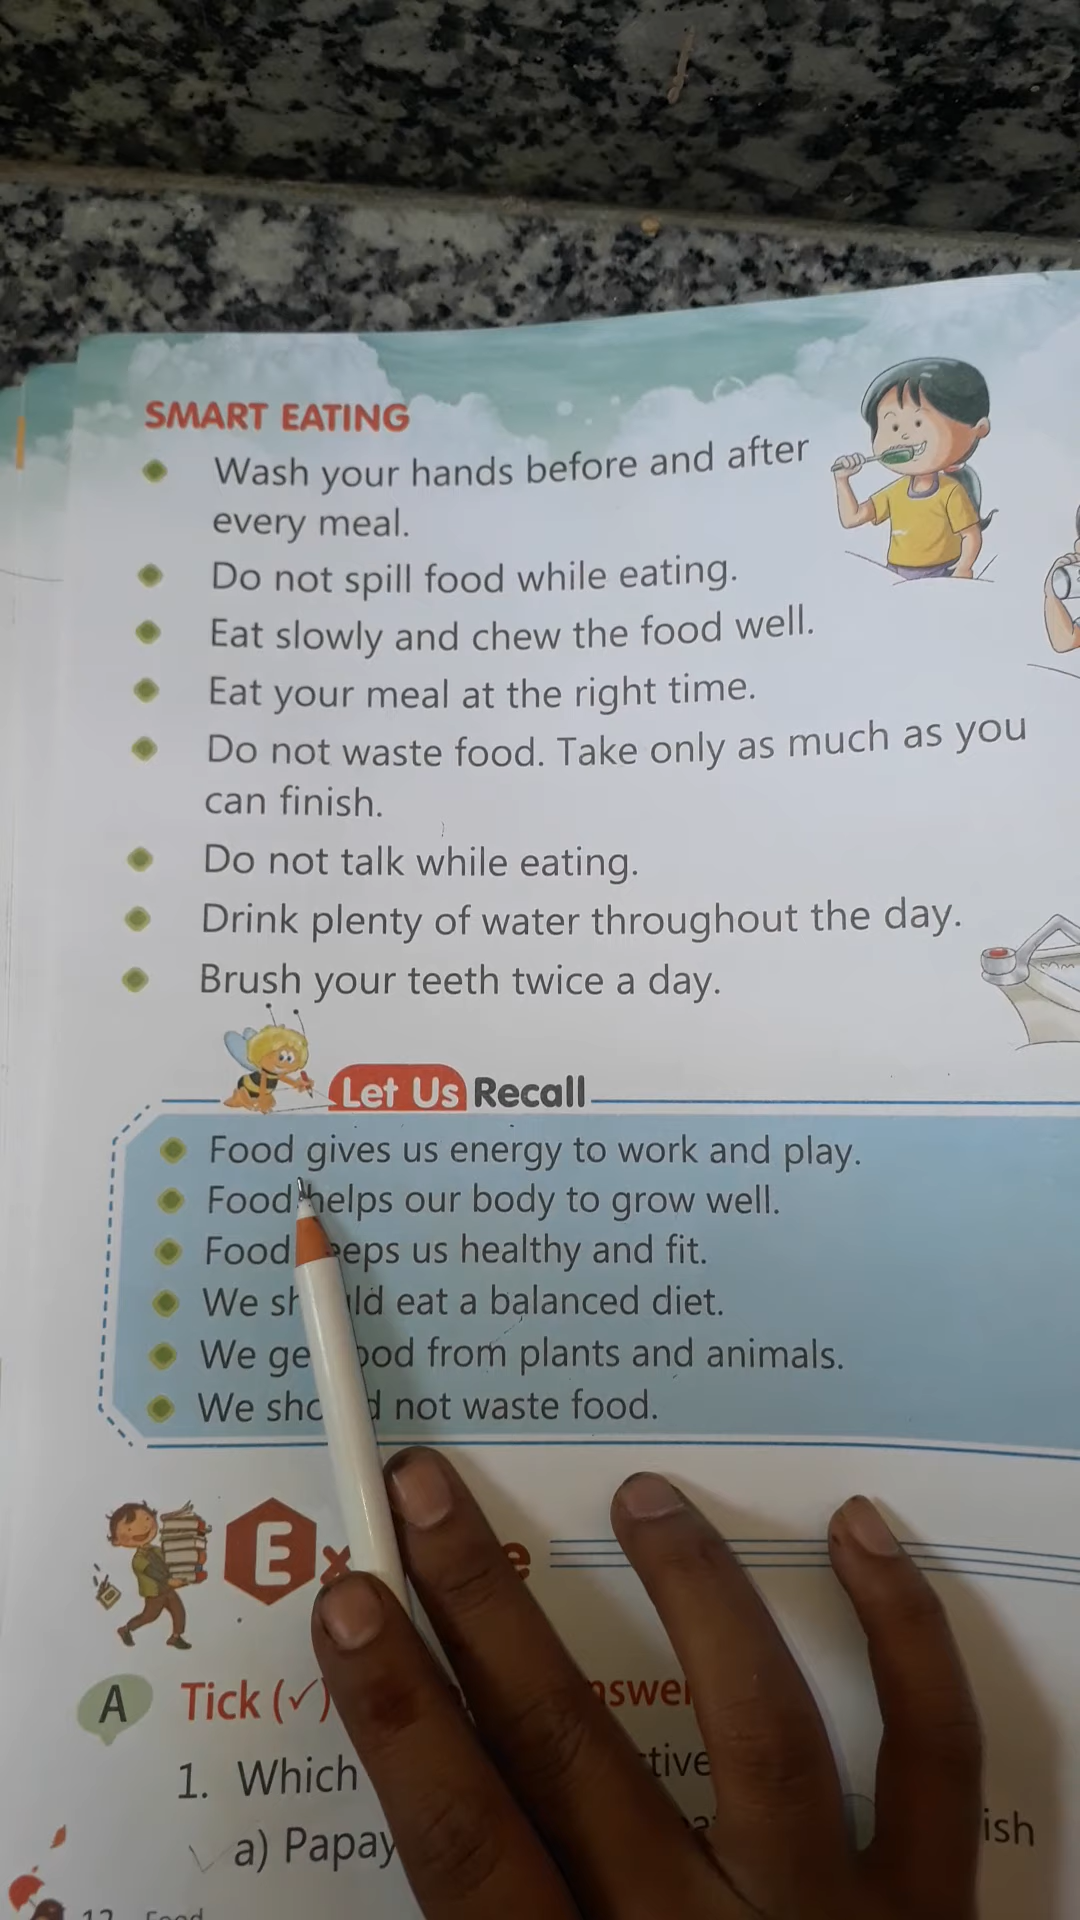 SMART EATING
Wash your hands before and after
every meal.
Do not spill food while eating.
Eat slowly and chew the food well.
Eat your meal at the right time.
Do not waste food. Take only as much as you
can finish.
Do not talk while eating.
Drink plenty of water throughout the day.
Brush your teeth twice a day.
Let Us Recall
Food gives us energy to work and play.
Food helps our body to grow well.
Food eeps us healthy and fit.
We sh ld eat a balanced diet.
We ge ood from plants and animals.
We sho d not waste food.
Ex e
A Tick (✓) nswer
1. Which tive
a) Papay ish
12 Food